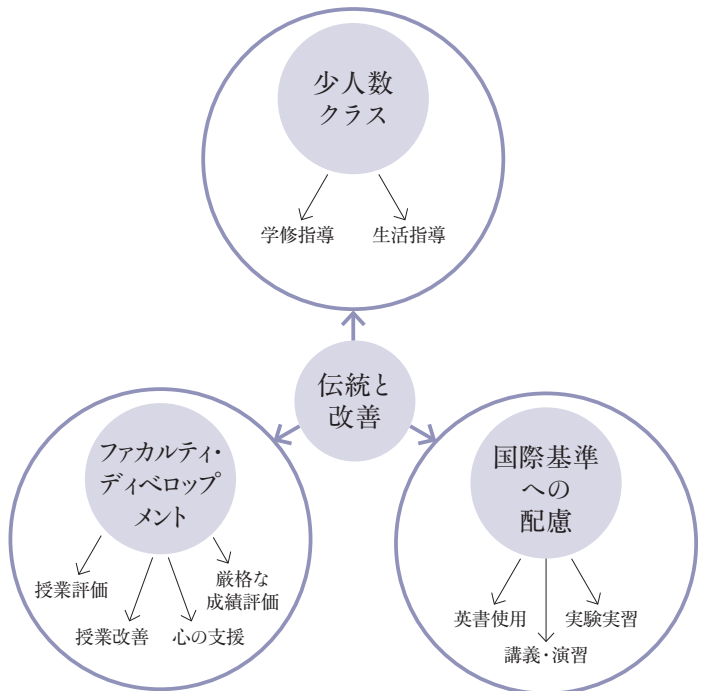 少人数
クラス
学修指導
生活指導
伝統と
改善
ファカルティ・
ディベロップ
メント
授業評価
授業改善
心の支援
厳格な
成績評価
国際基準
への
配慮
英書使用
講義・演習
実験実習